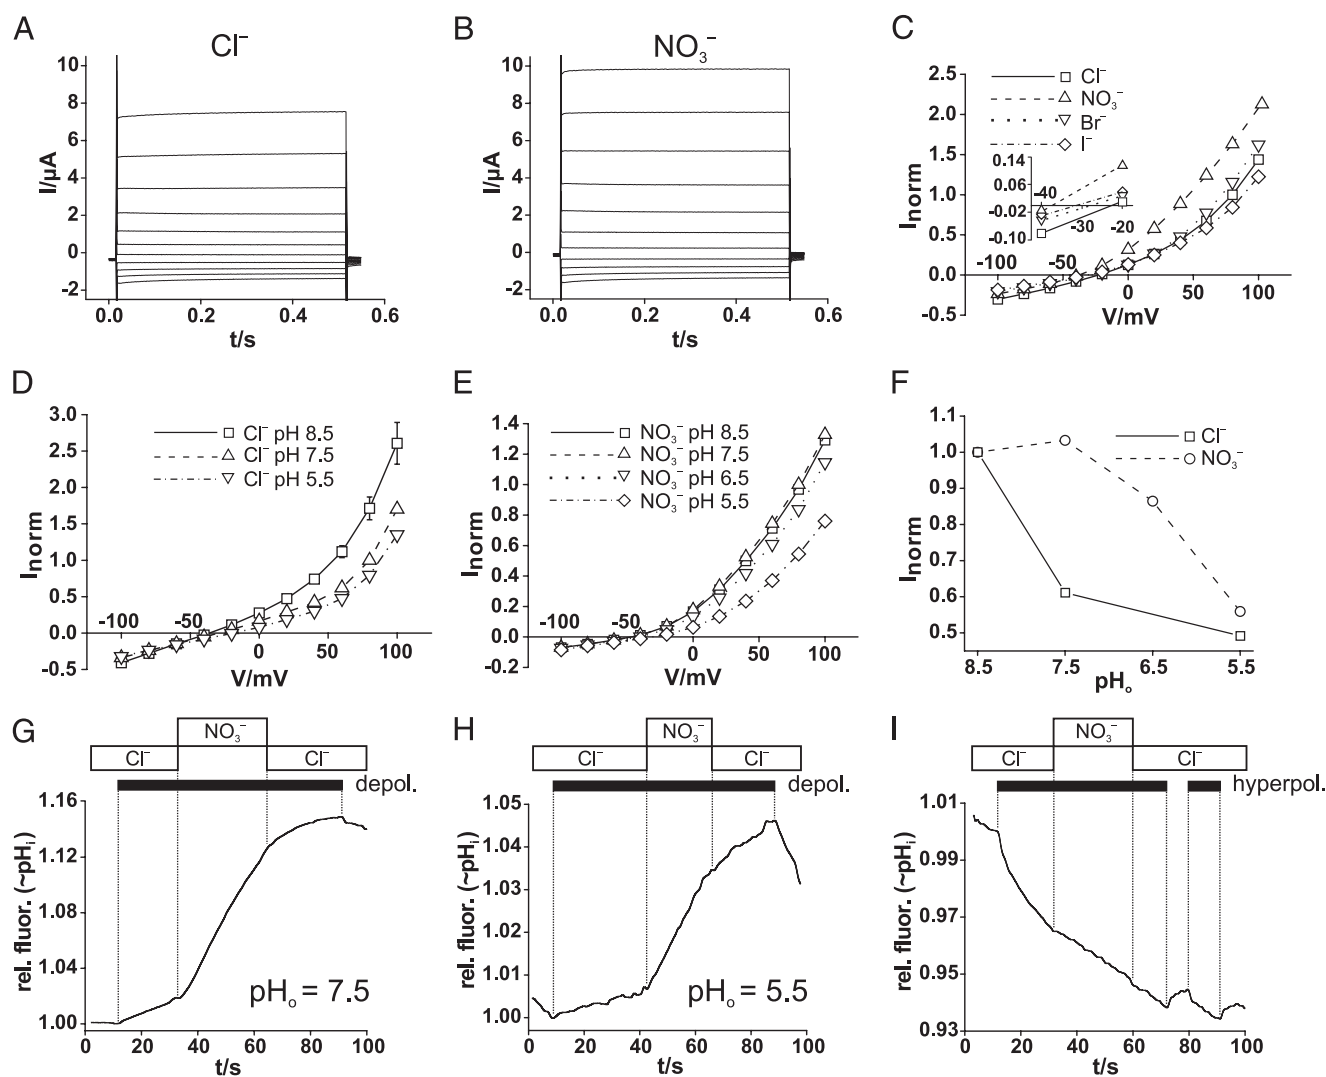 A
Cl⁻
I/μA
10
8
6
4
2
0
-2
0.0 0.2 0.4 0.6
t/s
B
NO₃⁻
I/μA
10
8
6
4
2
0
-2
0.0 0.2 0.4 0.6
t/s
C
Cl⁻
NO₃⁻
Br⁻
I⁻
Inorm
2.5
2.0
1.5
1.0
0.5
0.0
-0.5
0.14
0.06
-0.02
-0.10
-40
-30 -20
-100 -50 0 50 100
V/mV
D
Cl⁻ pH 8.5
Cl⁻ pH 7.5
Cl⁻ pH 5.5
Inorm
3.0
2.5
2.0
1.5
1.0
0.5
0.0
-0.5
-100 -50 0 50 100
V/mV
E
NO₃⁻ pH 8.5
NO₃⁻ pH 7.5
NO₃⁻ pH 6.5
NO₃⁻ pH 5.5
Inorm
1.4
1.2
1.0
0.8
0.6
0.4
0.2
0.0
-0.2
-100 -50 0 50 100
V/mV
F
Cl⁻
NO₃⁻
Inorm
1.1
1.0
0.9
0.8
0.7
0.6
0.5
8.5 7.5 6.5 5.5
pHₒ
G
NO₃⁻
Cl⁻ Cl⁻
depol.
rel. fluor. (~pHᵢ)
1.16
1.12
1.08
1.04
1.00
pHₒ = 7.5
0 20 40 60 80 100
t/s
H
NO₃⁻
Cl⁻ Cl⁻
depol.
rel. fluor. (~pHᵢ)
1.05
1.04
1.03
1.02
1.01
1.00
pHₒ = 5.5
0 20 40 60 80 100
t/s
I
NO₃⁻
Cl⁻ Cl⁻
hyperpol.
rel. fluor. (~pHᵢ)
1.01
0.99
0.97
0.95
0.93
0 20 40 60 80 100
t/s